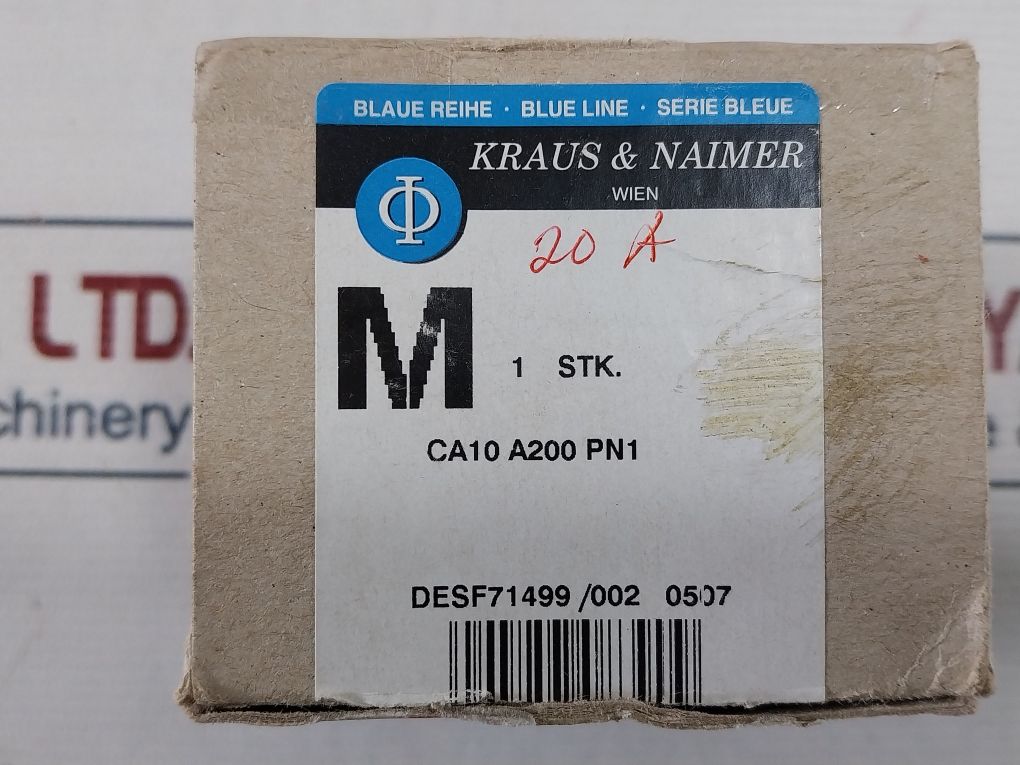 BLAUE REIHE · BLUE LINE · SERIE BLEUE
KRAUS & NAIMER
WIEN
20 A
M
1 STK.
CA10 A200 PN1
DESF71499 /002 0507
LTD.
chinery